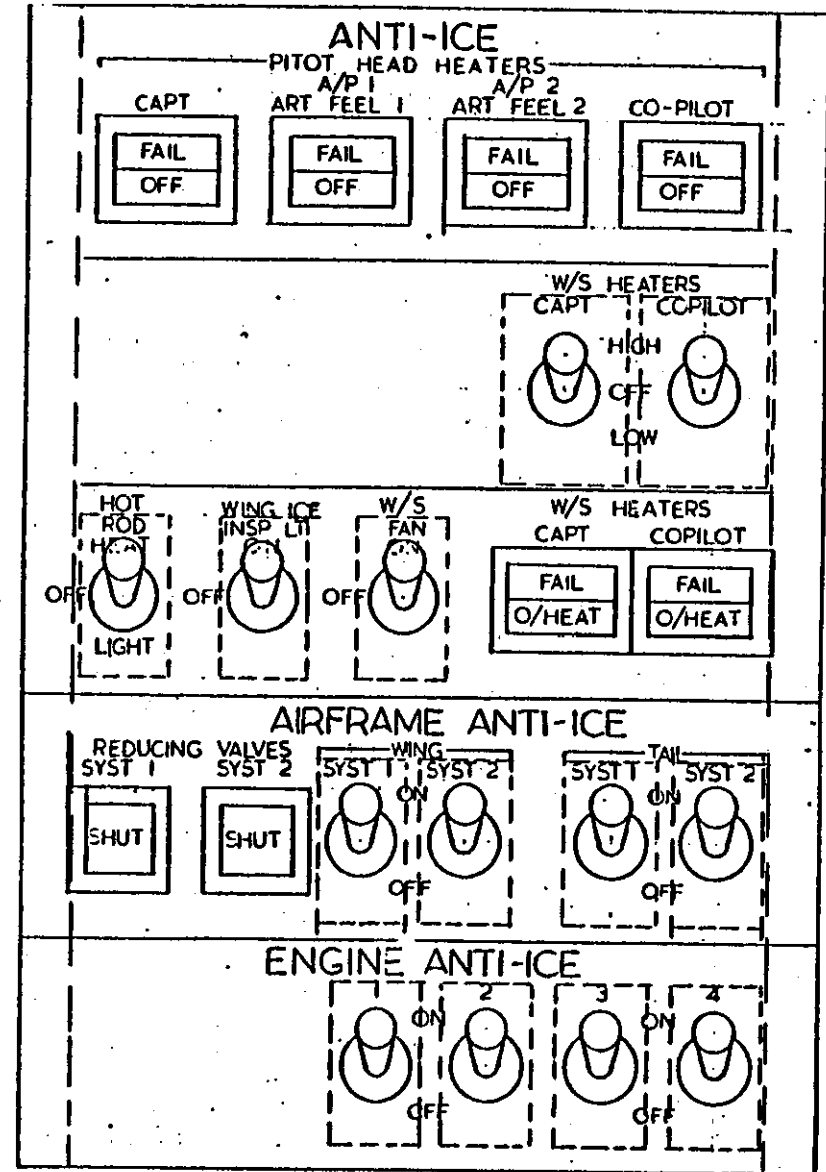 ANTI-ICE
PITOT HEAD HEATERS
CAPT
A/P 1
ART FEEL 1
A/P 2
ART FEEL 2
CO-PILOT
FAIL
OFF
FAIL
OFF
FAIL
OFF
FAIL
OFF
W/S HEATERS
CAPT
COPILOT
HIGH
OFF
LOW
HOT
ROD
HEAT
OFF
LIGHT
WING ICE
INSP LT
ON
OFF
W/S
FAN
OFF
W/S HEATERS
CAPT
COPILOT
FAIL
O/HEAT
FAIL
O/HEAT
AIRFRAME ANTI-ICE
REDUCING VALVES
SYST 1
SYST 2
SHUT
SHUT
WING
SYST 1
SYST 2
ON
OFF
TAIL
SYST 1
SYST 2
ON
OFF
ENGINE ANTI-ICE
1
2
3
4
ON
ON
OFF
OFF